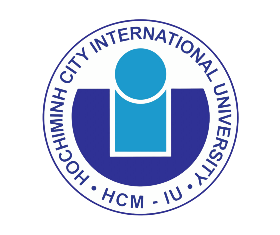 HOCHIMINH CITY INTERNATIONAL UNIVERSITY
• HCM - IU •